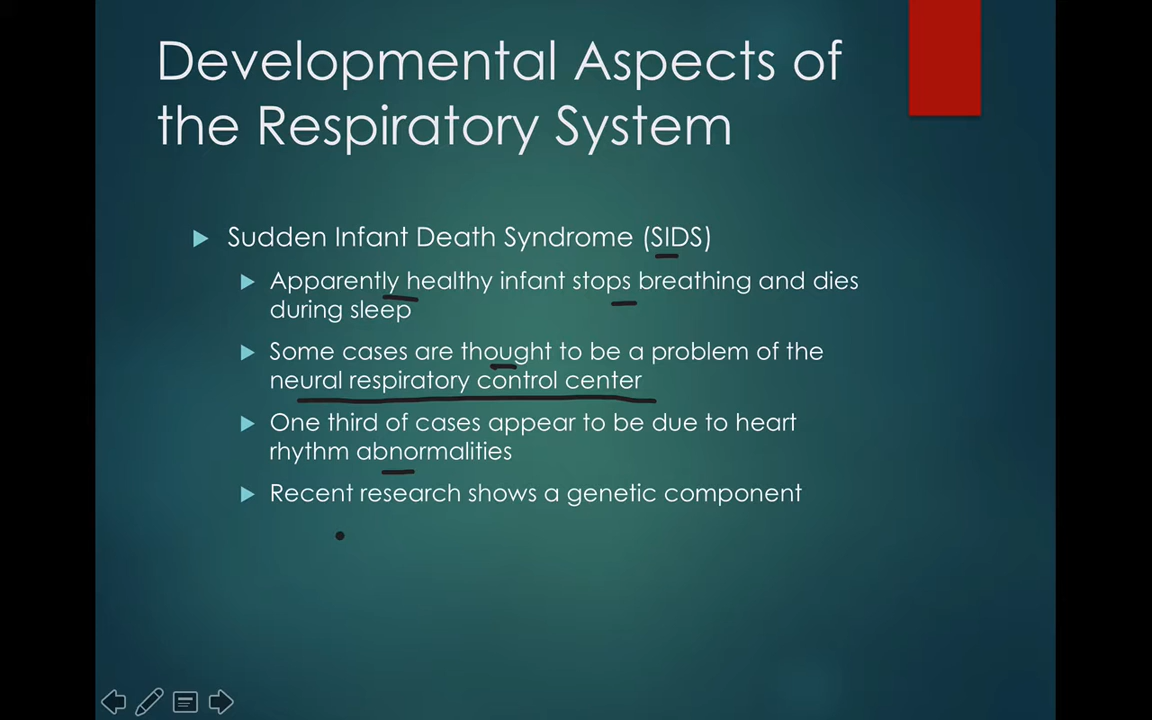 Developmental Aspects of
the Respiratory System
Sudden Infant Death Syndrome (SIDS)
Apparently healthy infant stops breathing and dies
during sleep
Some cases are thought to be a problem of the
neural respiratory control center
One third of cases appear to be due to heart
rhythm abnormalities
Recent research shows a genetic component